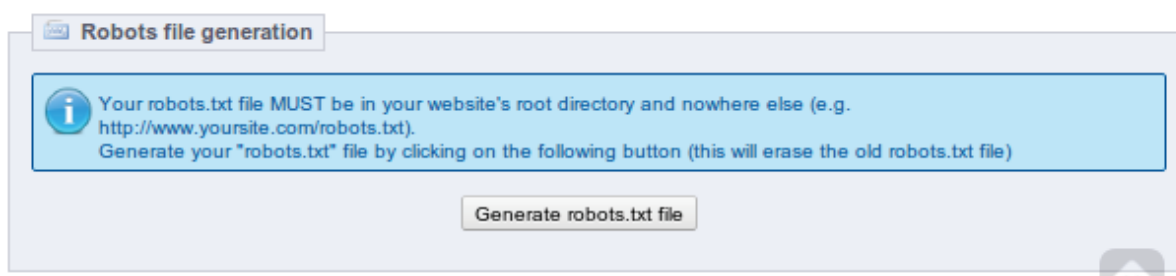 Robots file generation
Your robots.txt file MUST be in your website's root directory and nowhere else (e.g.
http://www.yoursite.com/robots.txt).
Generate your "robots.txt" file by clicking on the following button (this will erase the old robots.txt file)
Generate robots.txt file